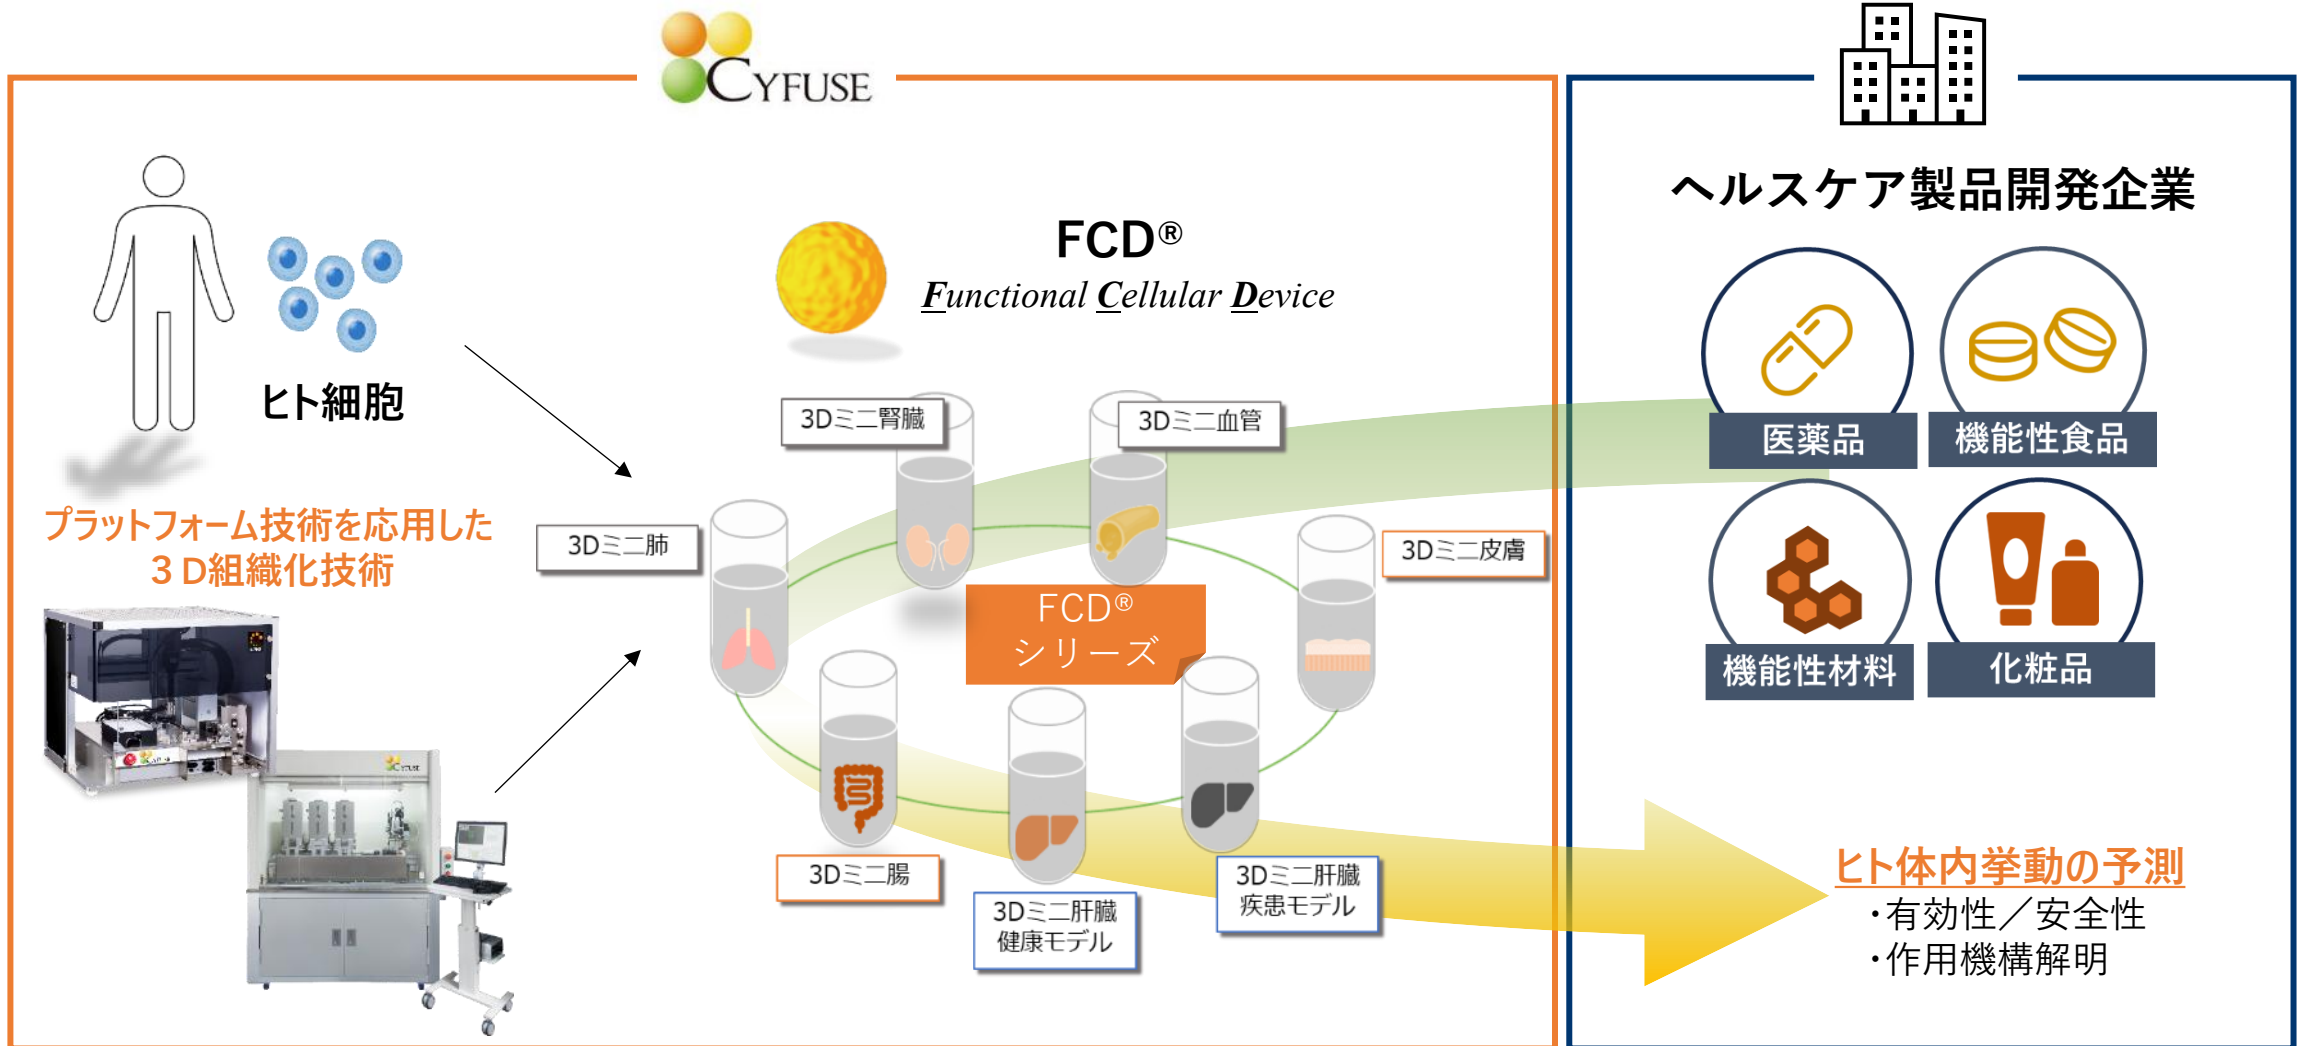 CYFUSE
ヒト細胞
プラットフォーム技術を応用した
3D組織化技術
CYFUSE
FCD®
Functional Cellular Device
3Dミニ腎臓
3Dミニ血管
3Dミニ肺
3Dミニ皮膚
FCD®
シリーズ
3Dミニ腸
3Dミニ肝臓
健康モデル
3Dミニ肝臓
疾患モデル
ヘルスケア製品開発企業
医薬品
機能性食品
機能性材料
化粧品
ヒト体内挙動の予測
・有効性／安全性
・作用機構解明